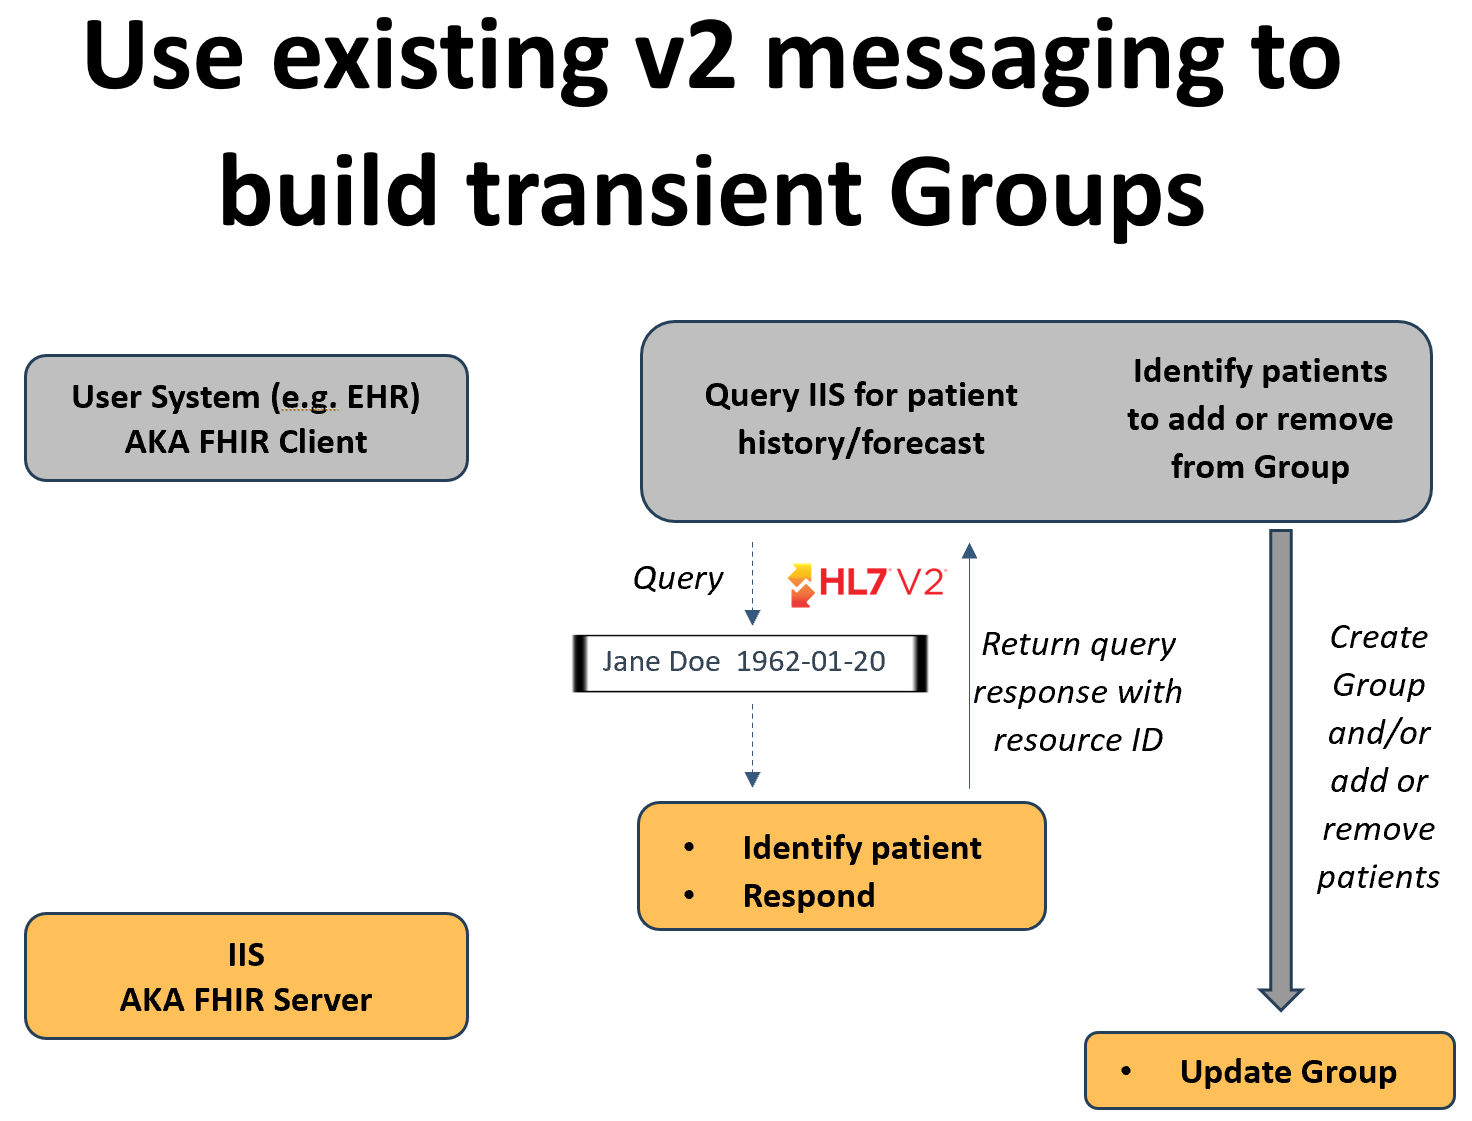 Use existing v2 messaging to
build transient Groups
User System (e.g. EHR)
AKA FHIR Client
Query IIS for patient
history/forecast
Identify patients
to add or remove
from Group
Query
HL7 V2
Jane Doe 1962-01-20
Return query
response with
resource ID
Create
Group
and/or
add or
remove
patients
• Identify patient
• Respond
IIS
AKA FHIR Server
• Update Group